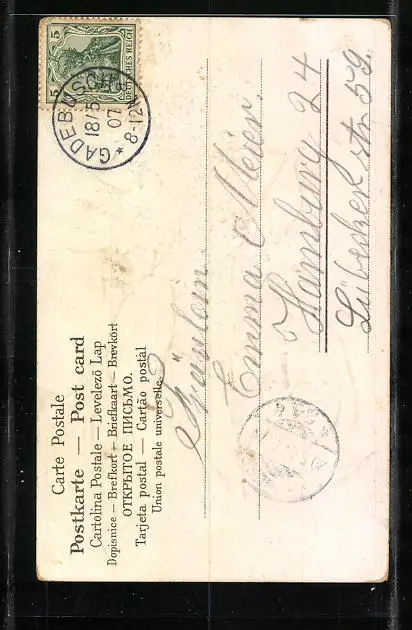 Carte Postale
Postkarte — Post card
Cartolina Postale — Levelező Lap
Dopisnice — Brefkort — Briefkaart — Brevkort
ОТКРЫТОЕ ПИСЬМО.
Tarjeta postal — Cartão postal
Union postale universelle.
5 5
DEUTSCHES REICH
GADEBUSCH
18/5
07
8-12N
Fräulein
Emma Meier.
Hamburg 24
Lübecker str 59